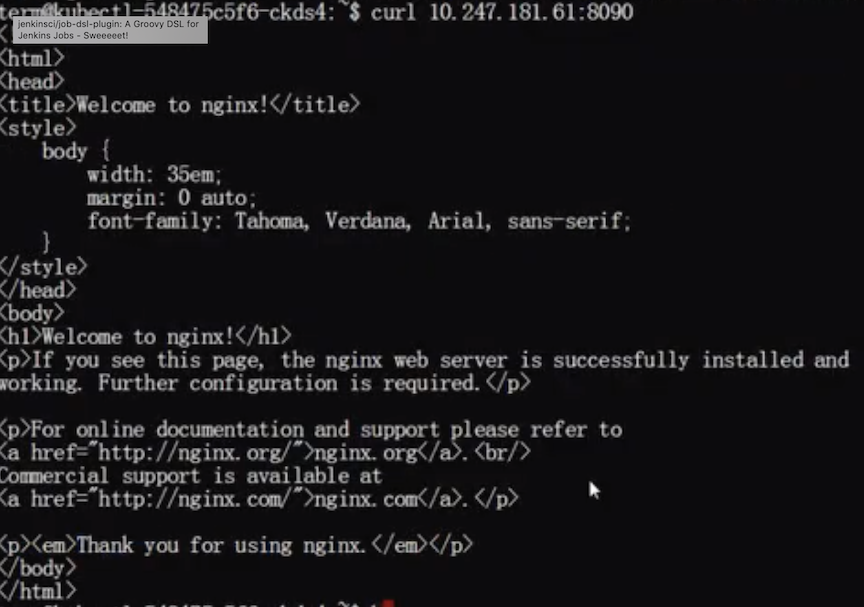 term@kubectl-548475c5f6-ckds4:~$ curl 10.247.181.61:8090
jenkinsci/job-dsl-plugin: A Groovy DSL for
Jenkins Jobs - Sweeeeet!
<html>
<head>
<title>Welcome to nginx!</title>
<style>
    body {
        width: 35em;
        margin: 0 auto;
        font-family: Tahoma, Verdana, Arial, sans-serif;
    }
</style>
</head>
<body>
<h1>Welcome to nginx!</h1>
<p>If you see this page, the nginx web server is successfully installed and
working. Further configuration is required.</p>

<p>For online documentation and support please refer to
<a href="http://nginx.org/">nginx.org</a>.<br/>
Commercial support is available at
<a href="http://nginx.com/">nginx.com</a>.</p>

<p><em>Thank you for using nginx.</em></p>
</body>
</html>